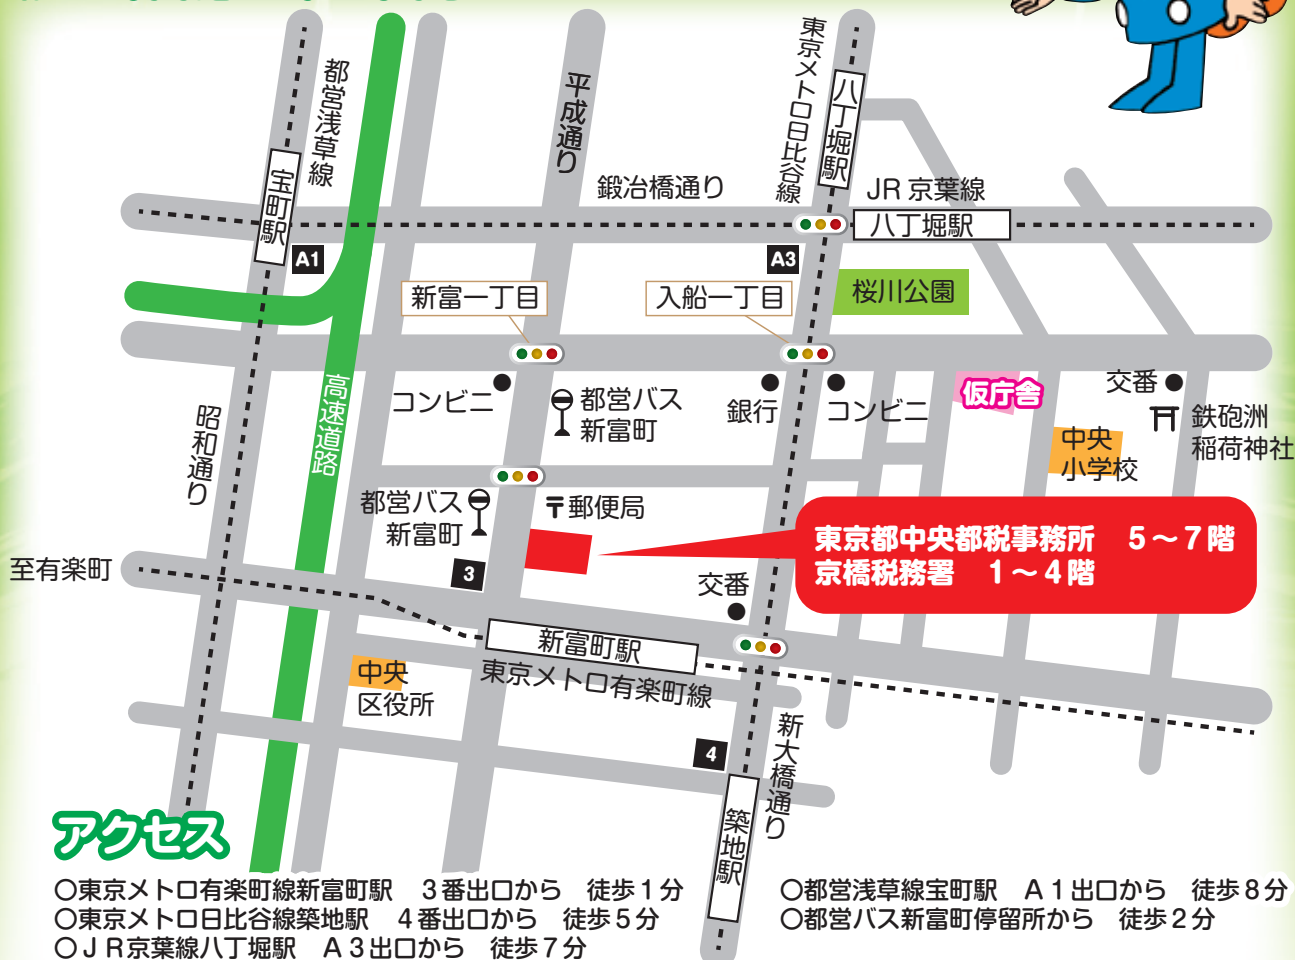 都営浅草線
平成通り
東京メトロ日比谷線
八丁堀駅
宝町駅
鍛冶橋通り
JR 京葉線
八丁堀駅
A1
A3
新富一丁目
入船一丁目
桜川公園
高速道路
昭和通り
コンビニ
都営バス
新富町
銀行
コンビニ
仮庁舎
交番
鉄砲洲
稲荷神社
中央
小学校
都営バス
新富町
〒郵便局
東京都中央都税事務所 5～7階
京橋税務署 1～4階
至有楽町
3
交番
新富町駅
東京メトロ有楽町線
中央
区役所
新大橋通り
4
築地駅
アクセス
○東京メトロ有楽町線新富町駅 3番出口から 徒歩1分
○東京メトロ日比谷線築地駅 4番出口から 徒歩5分
○ＪＲ京葉線八丁堀駅 Ａ3出口から 徒歩7分
○都営浅草線宝町駅 Ａ1出口から 徒歩8分
○都営バス新富町停留所から 徒歩2分